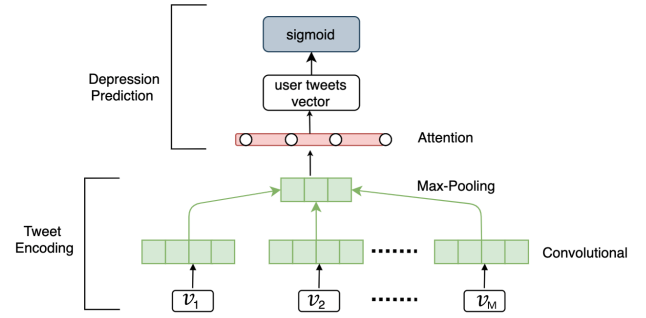 sigmoid
Depression
Prediction
user tweets
vector
Attention
Max-Pooling
Tweet
Encoding
Convolutional
v1
v2
vM